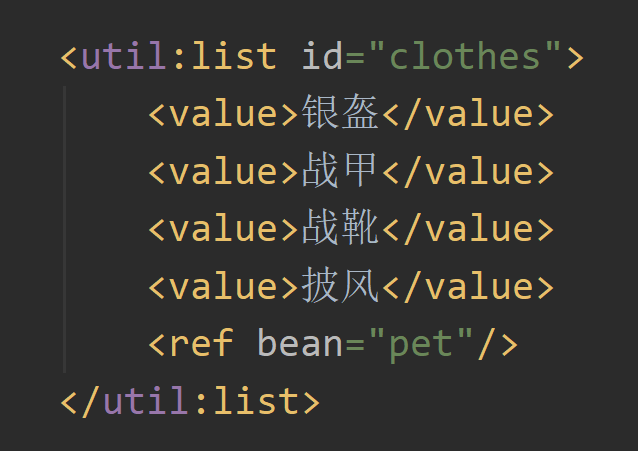 <util:list id="clothes">
<value>银盔</value>
<value>战甲</value>
<value>战靴</value>
<value>披风</value>
<ref bean="pet"/>
</util:list>